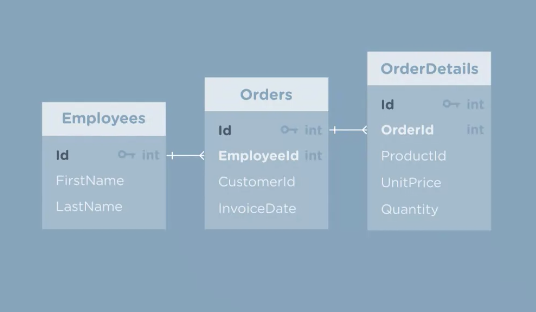 Employees
Id int
FirstName
LastName
Orders
Id int
EmployeeId int
CustomerId
InvoiceDate
OrderDetails
Id int
OrderId int
ProductId
UnitPrice
Quantity